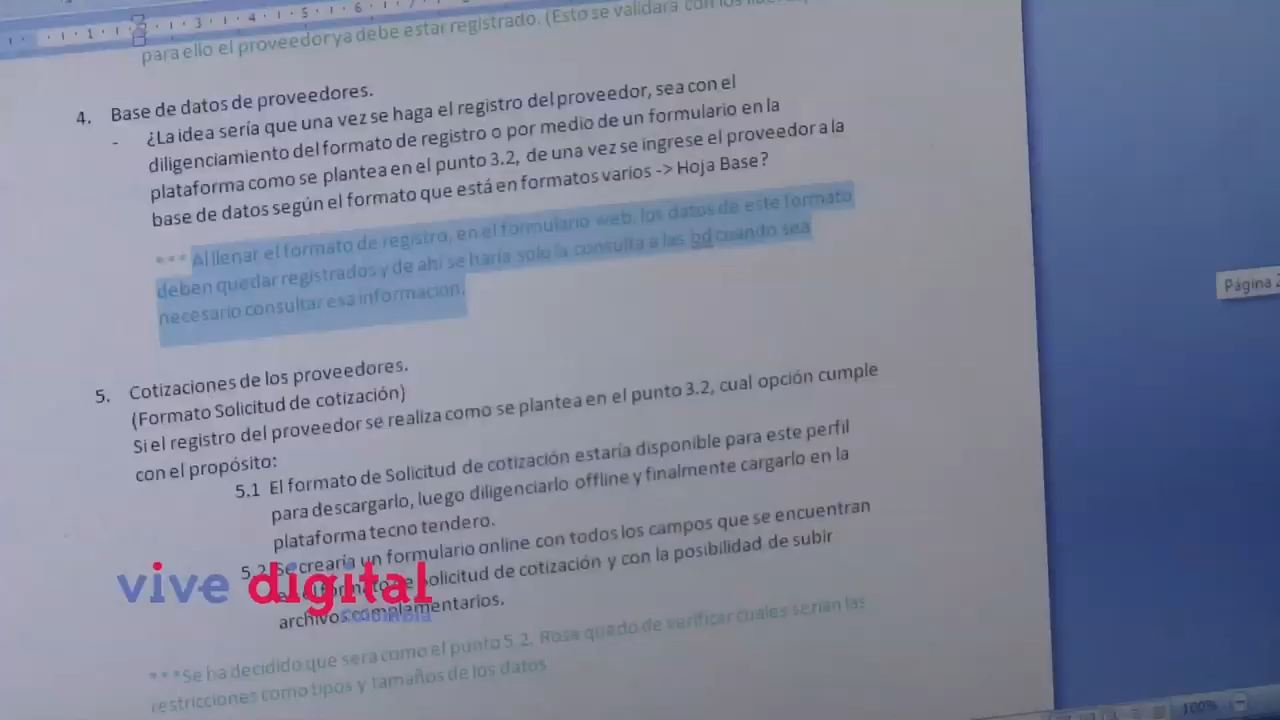 para ello el proveedor ya debe estar registrado. (Esto se validará con los
4. Base de datos de proveedores.
- ¿La idea sería que una vez se haga el registro del proveedor, sea con el
diligenciamiento del formato de registro o por medio de un formulario en la
plataforma como se plantea en el punto 3.2, de una vez se ingrese el proveedor a la
base de datos según el formato que está en formatos varios -> Hoja Base?
*** Al llenar el formato de registro, en el formulario web, los datos de este formato
deben quedar registrados y de ahí se haría solo la consulta a las bd cuando sea
necesario consultar esa información.
5. Cotizaciones de los proveedores.
(Formato Solicitud de cotización)
Si el registro del proveedor se realiza como se plantea en el punto 3.2, cual opción cumple
con el propósito:
5.1 El formato de Solicitud de cotización estaría disponible para este perfil
para descargarlo, luego diligenciarlo offline y finalmente cargarlo en la
plataforma tecno tendero.
5.2 Se crearía un formulario online con todos los campos que se encuentran
formato de Solicitud de cotización y con la posibilidad de subir
archivos complementarios.
***Se ha decidido que sera como el punto 5.2. Rosa quedo de verificar cuales serían las
restricciones como tipos y tamaños de los datos
vive digital
Colombia
Página 2
100%